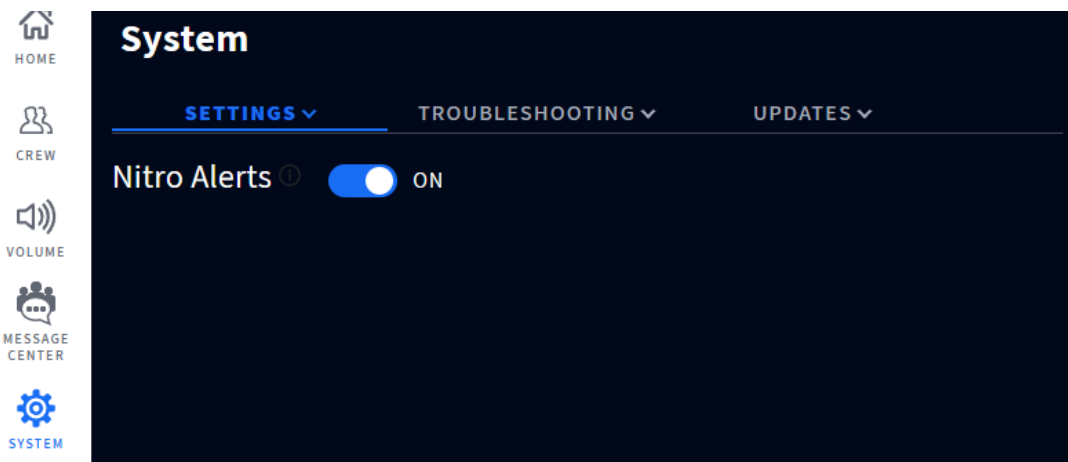 HOME
CREW
VOLUME
MESSAGE
CENTER
SYSTEM
System
SETTINGS
TROUBLESHOOTING
UPDATES
Nitro Alerts
ON